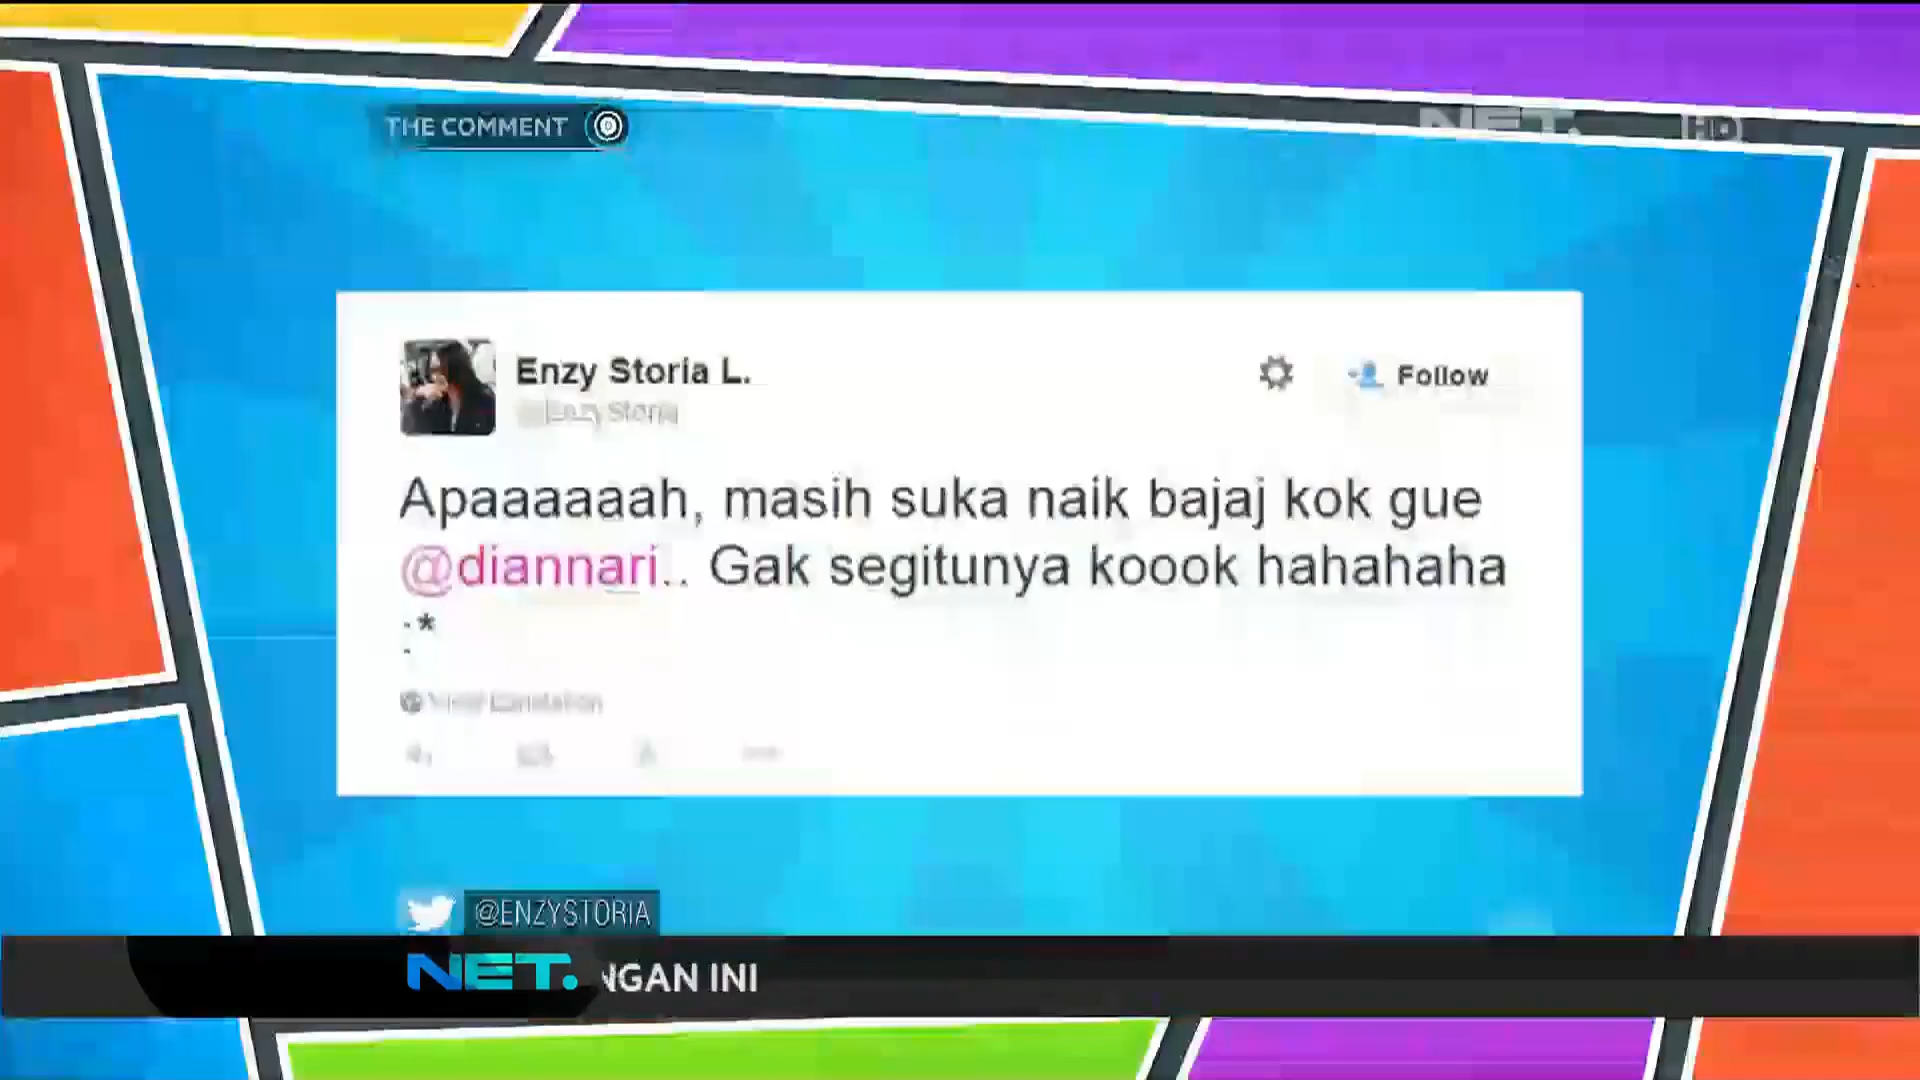 THE COMMENT
NET. HD
Enzy Storia L.
Follow
Apaaaaaah, masih suka naik bajaj kok gue
@diannari.. Gak segitunya koook hahahaha
:*
@ENZYSTORIA
NET. NGAN INI